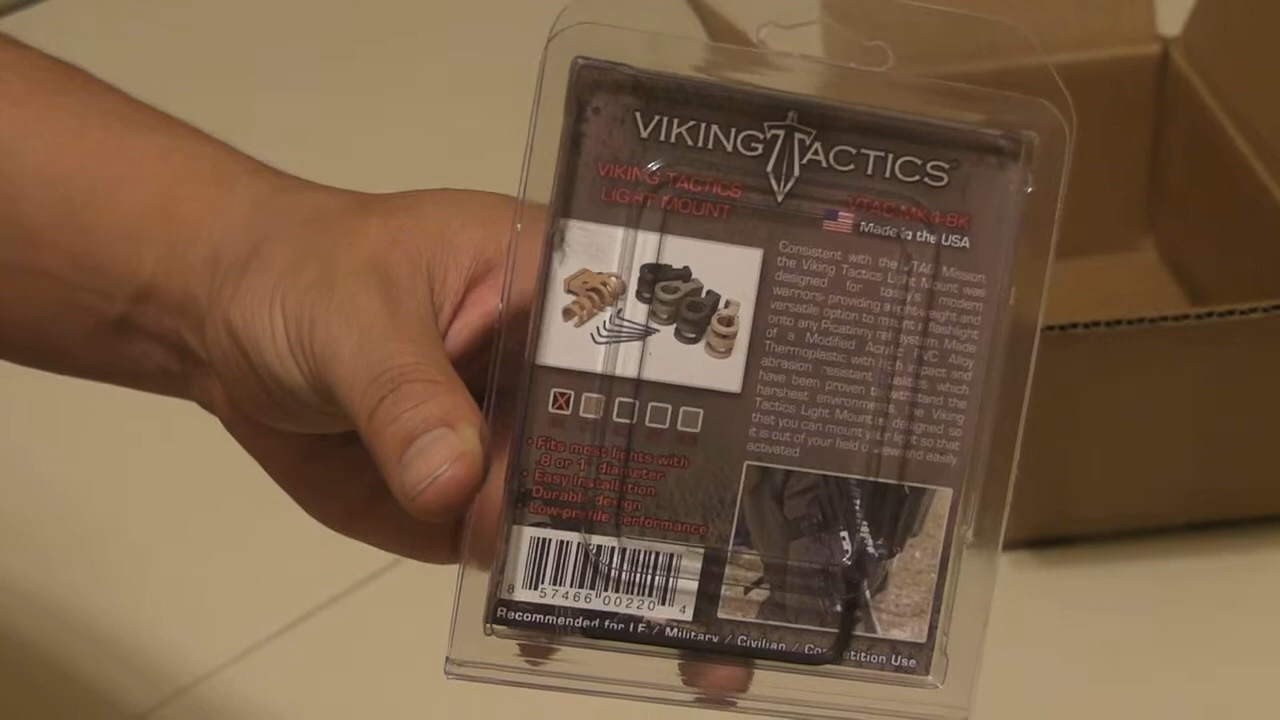 VIKING TACTICS
VIKING TACTICS
LIGHT MOUNT
VTAC-MK4-BK
Made in the USA
Consistent with the VTAC Mission,
the Viking Tactics Light Mount was
designed for today's modern
warriors- providing a lightweight and
versatile option to mount a flashlight
onto any Picatinny rail system. Made
of a Modified Acrylic PVC Alloy
Thermoplastic with high impact and
abrasion resistant qualities which
have been proven to withstand the
harshest environments, the Viking
Tactics Light Mount is designed so
that you can mount your light so that
it is out of your field of view and easily
activated.
X
• Fits most lights with
.8 or 1" diameter
• Easy Installation
Durable design
• Low-profile performance
8 57466 00220 4
Recommended for LE / Military / Civilian / Competition Use